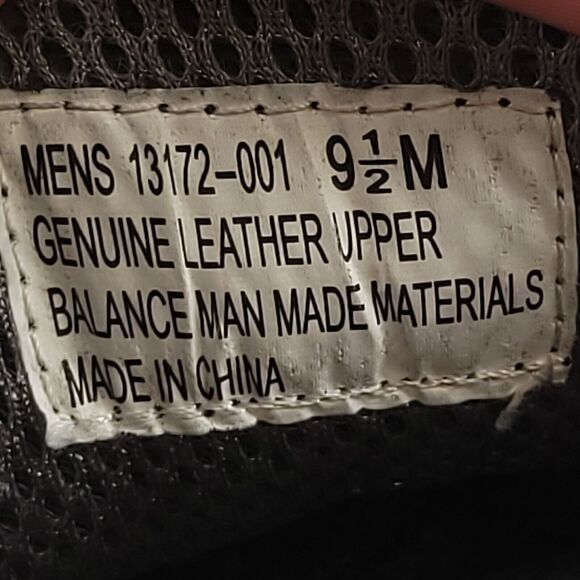 MENS 13172-001 9½M
GENUINE LEATHER UPPER
BALANCE MAN MADE MATERIALS
MADE IN CHINA